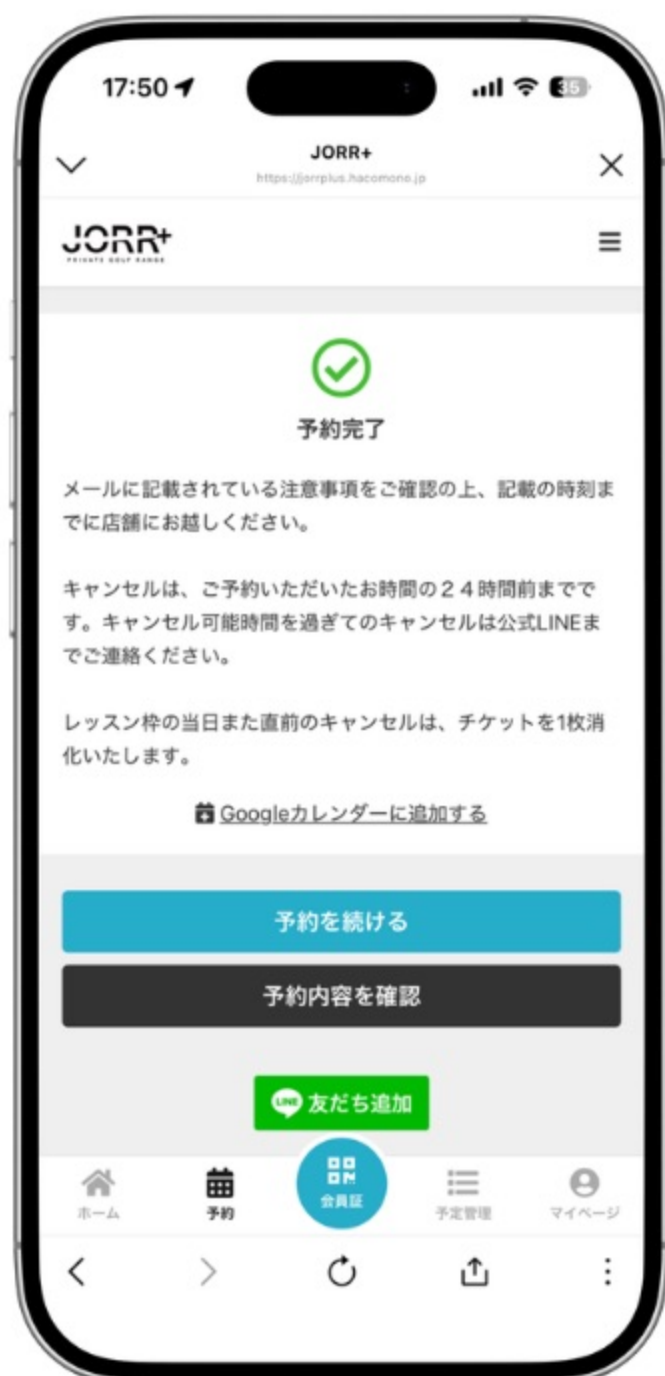 17:50
35
JORR+
https://jorrplus.hacomono.jp
JORR+
PRIVATE GOLF RANGE
予約完了
メールに記載されている注意事項をご確認の上、記載の時刻ま
でに店舗にお越しください。
キャンセルは、ご予約いただいたお時間の24時間前までで
す。キャンセル可能時間を過ぎてのキャンセルは公式LINEま
でご連絡ください。
レッスン枠の当日また直前のキャンセルは、チケットを1枚消
化いたします。
Googleカレンダーに追加する
予約を続ける
予約内容を確認
LINE 友だち追加
ホーム
予約
会員証
予定管理
マイページ